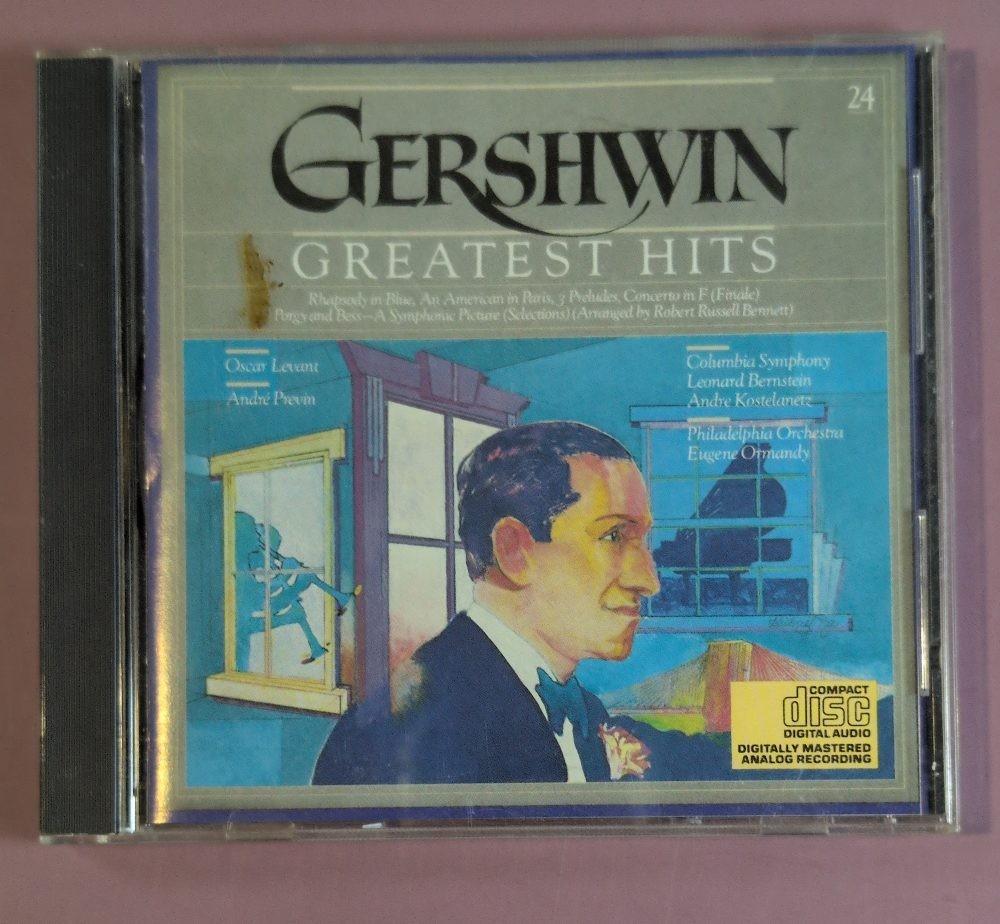 24
GERSHWIN
GREATEST HITS
Rhapsody in Blue, An American in Paris, 3 Preludes, Concerto in F (Finale)
Porgy and Bess—A Symphonic Picture (Selections) (Arranged by Robert Russell Bennett)
Oscar Levant
André Previn
Columbia Symphony
Leonard Bernstein
Andre Kostelanetz
Philadelphia Orchestra
Eugene Ormandy
COMPACT
disc
DIGITAL AUDIO
DIGITALLY MASTERED
ANALOG RECORDING